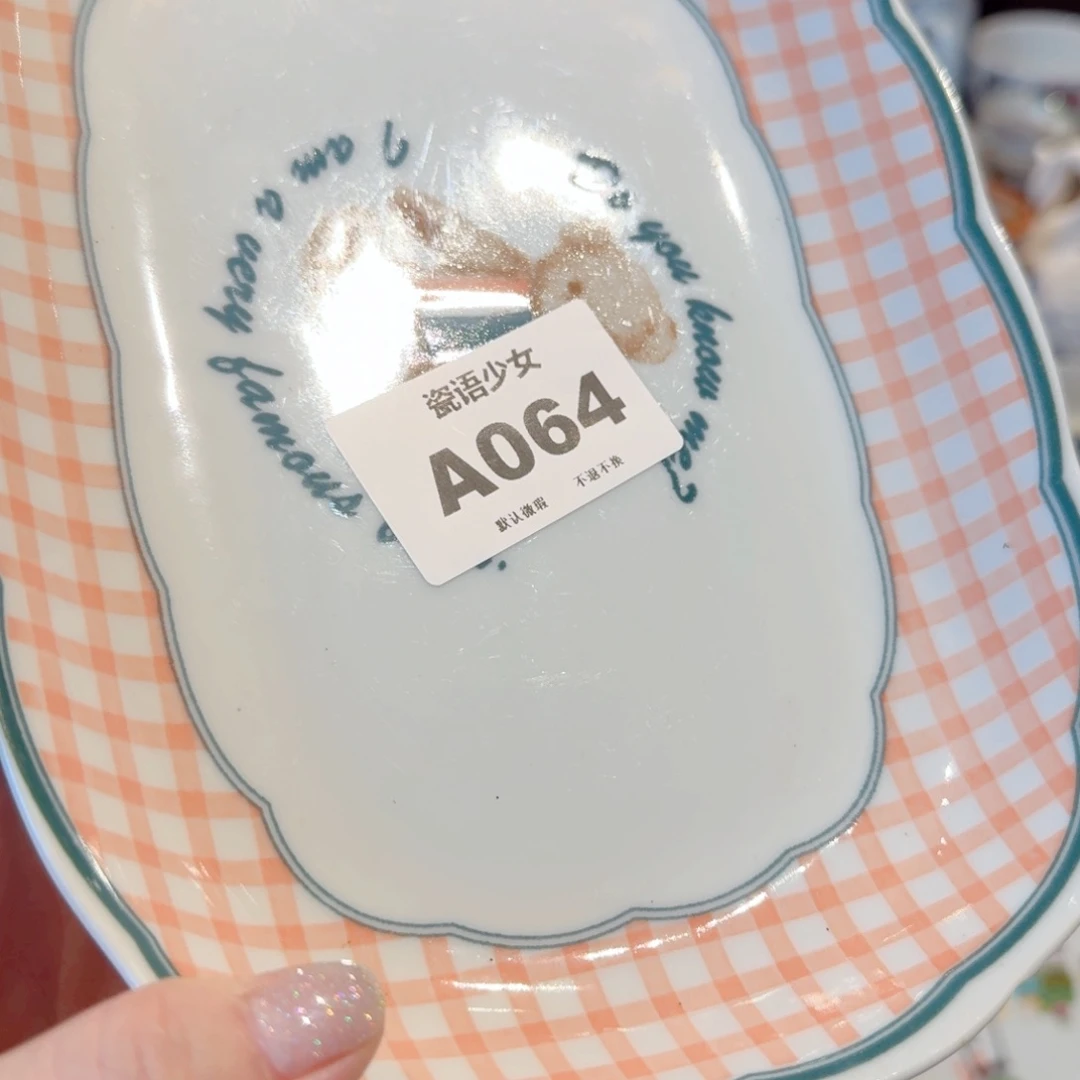 Do you know me?
I am a very famous
瓷语少女
A064
默认微瑕 不退不换